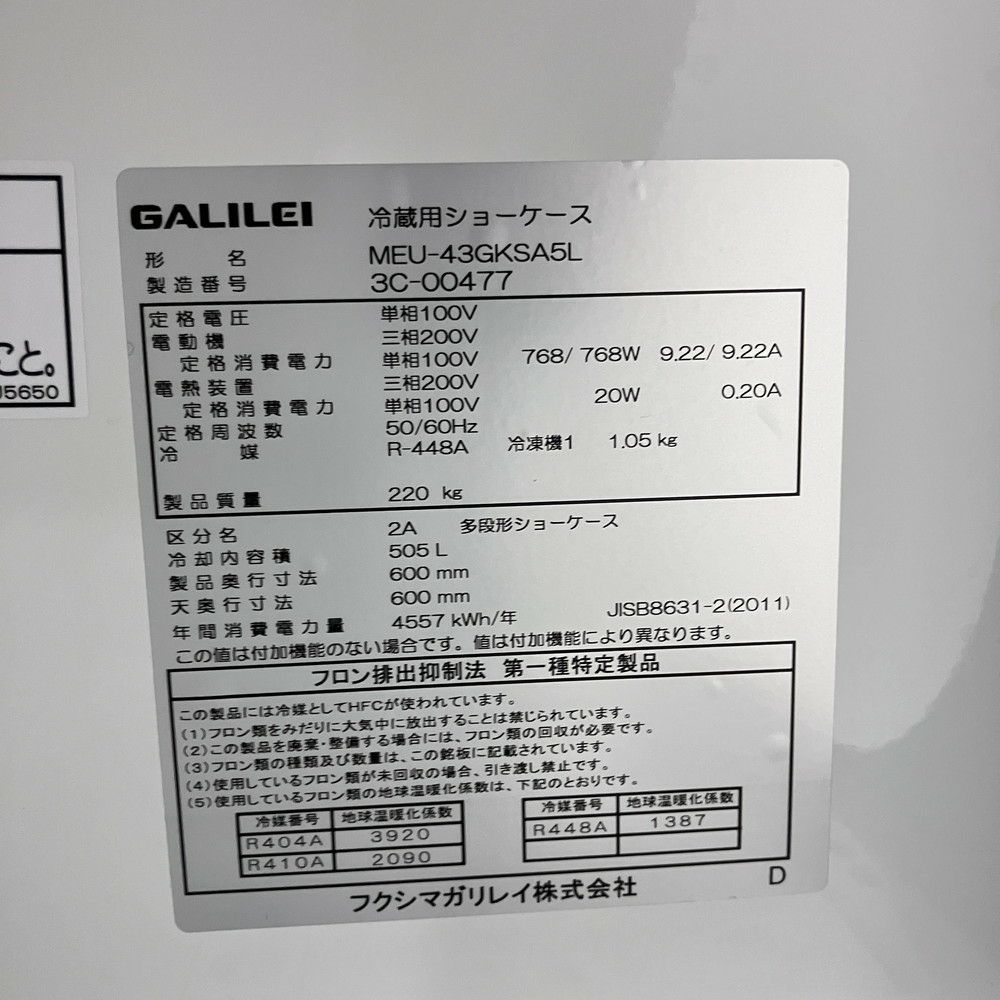 GALILEI 冷蔵用ショーケース
形名 MEU-43GKSA5L
製造番号 3C-00477
定格電圧 単相100V
電動機 三相200V
定格消費電力 単相100V 768/ 768W 9.22/ 9.22A
電熱装置 三相200V
定格消費電力 単相100V 20W 0.20A
定格周波数 50/60Hz
冷媒 R-448A 冷凍機1 1.05 kg
製品質量 220 kg
区分名 2A 多段形ショーケース
冷却内容積 505 L
製品奥行寸法 600 mm
天奥行寸法 600 mm
年間消費電力量 4557 kWh/年 JISB8631-2(2011)
この値は付加機能のない場合です。値は付加機能により異なります。
フロン排出抑制法 第一種特定製品
この製品には冷媒としてHFCが使われています。
(1)フロン類をみだりに大気中に放出することは禁じられています。
(2)この製品を廃棄・整備する場合には、フロン類の回収が必要です。
(3)フロン類の種類及び数量は、この銘板に記載されています。
(4)使用しているフロン類が未回収の場合、引き渡し禁止です。
(5)使用しているフロン類の地球温暖化係数は、下記のとおりです。
冷媒番号 地球温暖化係数 冷媒番号 地球温暖化係数
R404A 3920 R448A 1387
R410A 2090
フクシマガリレイ株式会社 D
こと。
J5650